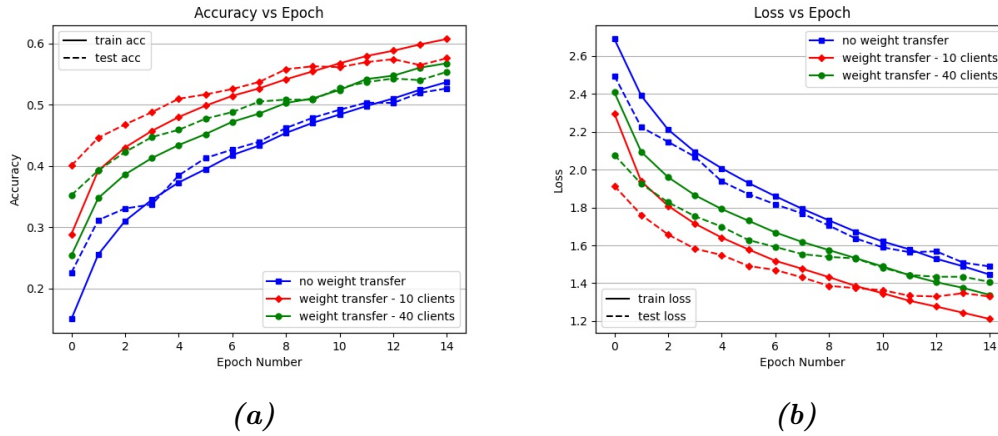 Accuracy vs Epoch
train acc
test acc
0.6
0.5
0.4
0.3
0.2
Accuracy
no weight transfer
weight transfer - 10 clients
weight transfer - 40 clients
0 2 4 6 8 10 12 14
Epoch Number
(a)
Loss vs Epoch
no weight transfer
weight transfer - 10 clients
weight transfer - 40 clients
2.6
2.4
2.2
2.0
1.8
1.6
1.4
1.2
Loss
train loss
test loss
0 2 4 6 8 10 12 14
Epoch Number
(b)